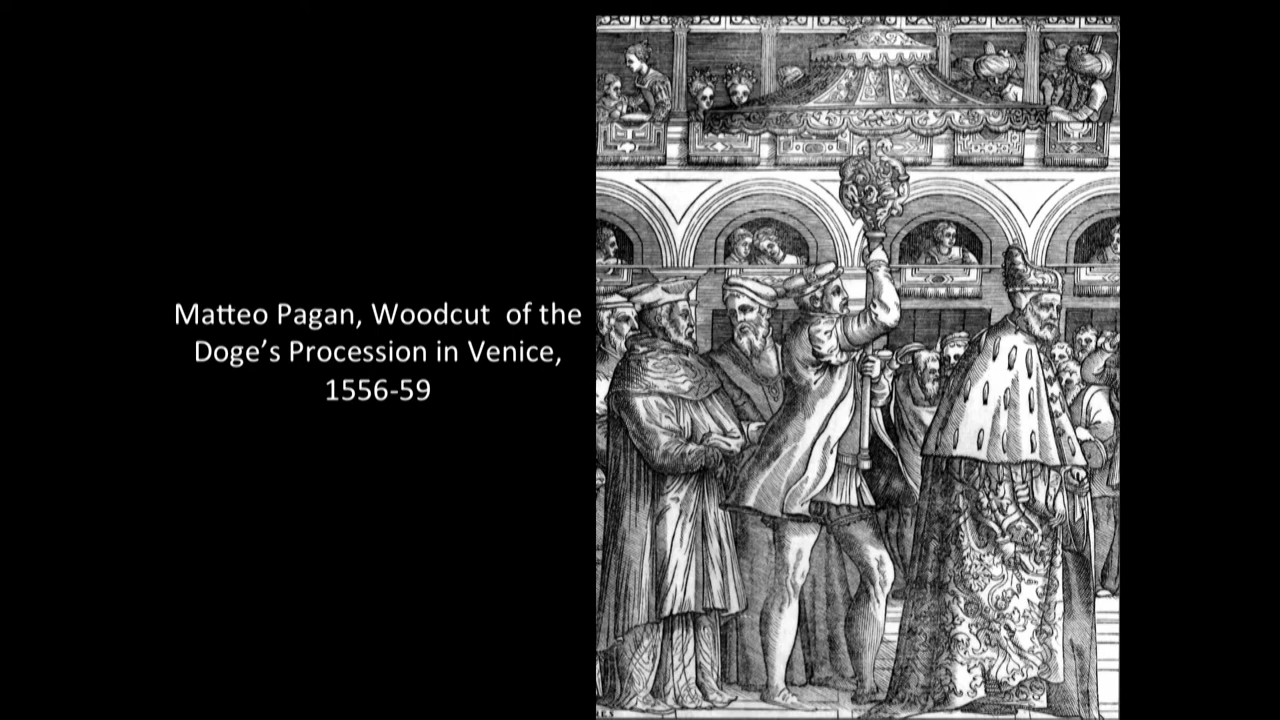 Matteo Pagan, Woodcut of the
Doge’s Procession in Venice,
1556-59